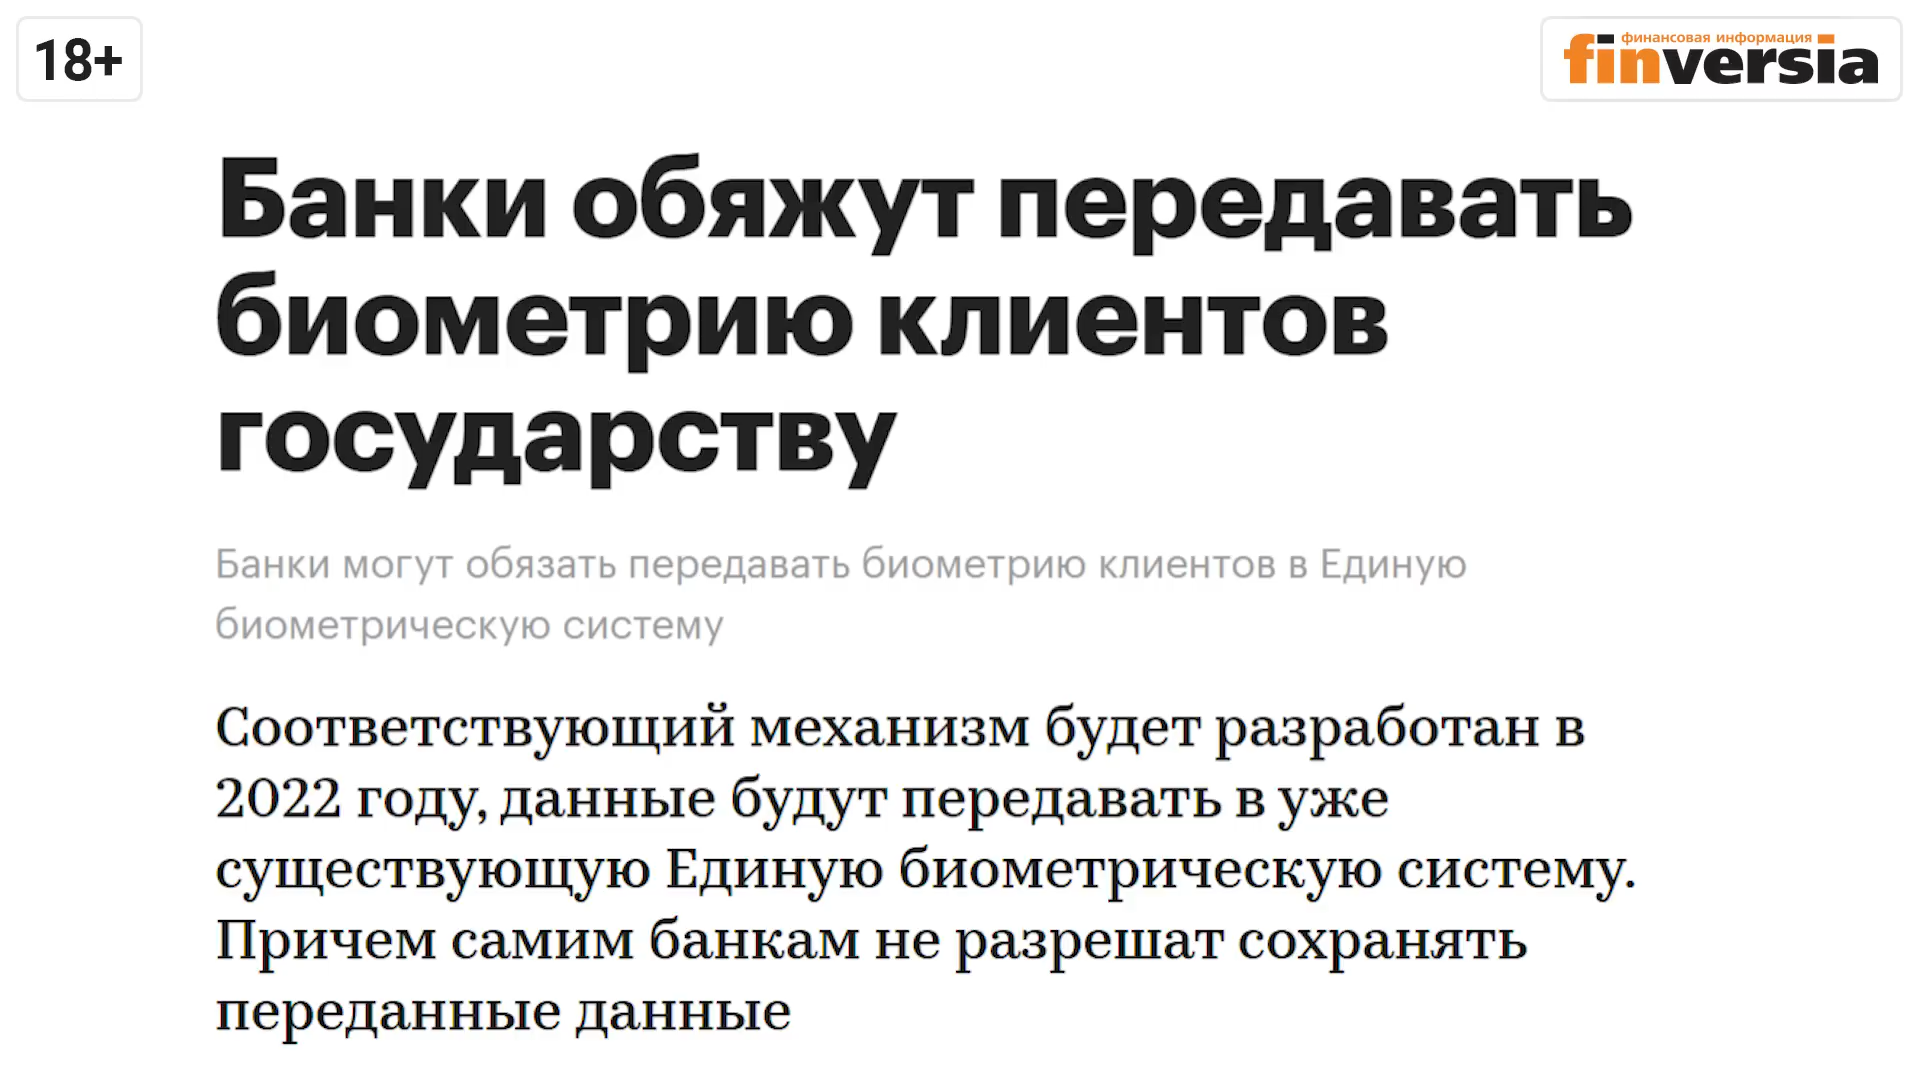 18+
финансовая информация
finversia
Банки обяжут передавать
биометрию клиентов
государству
Банки могут обязать передавать биометрию клиентов в Единую
биометрическую систему
Соответствующий механизм будет разработан в
2022 году, данные будут передавать в уже
существующую Единую биометрическую систему.
Причем самим банкам не разрешат сохранять
переданные данные